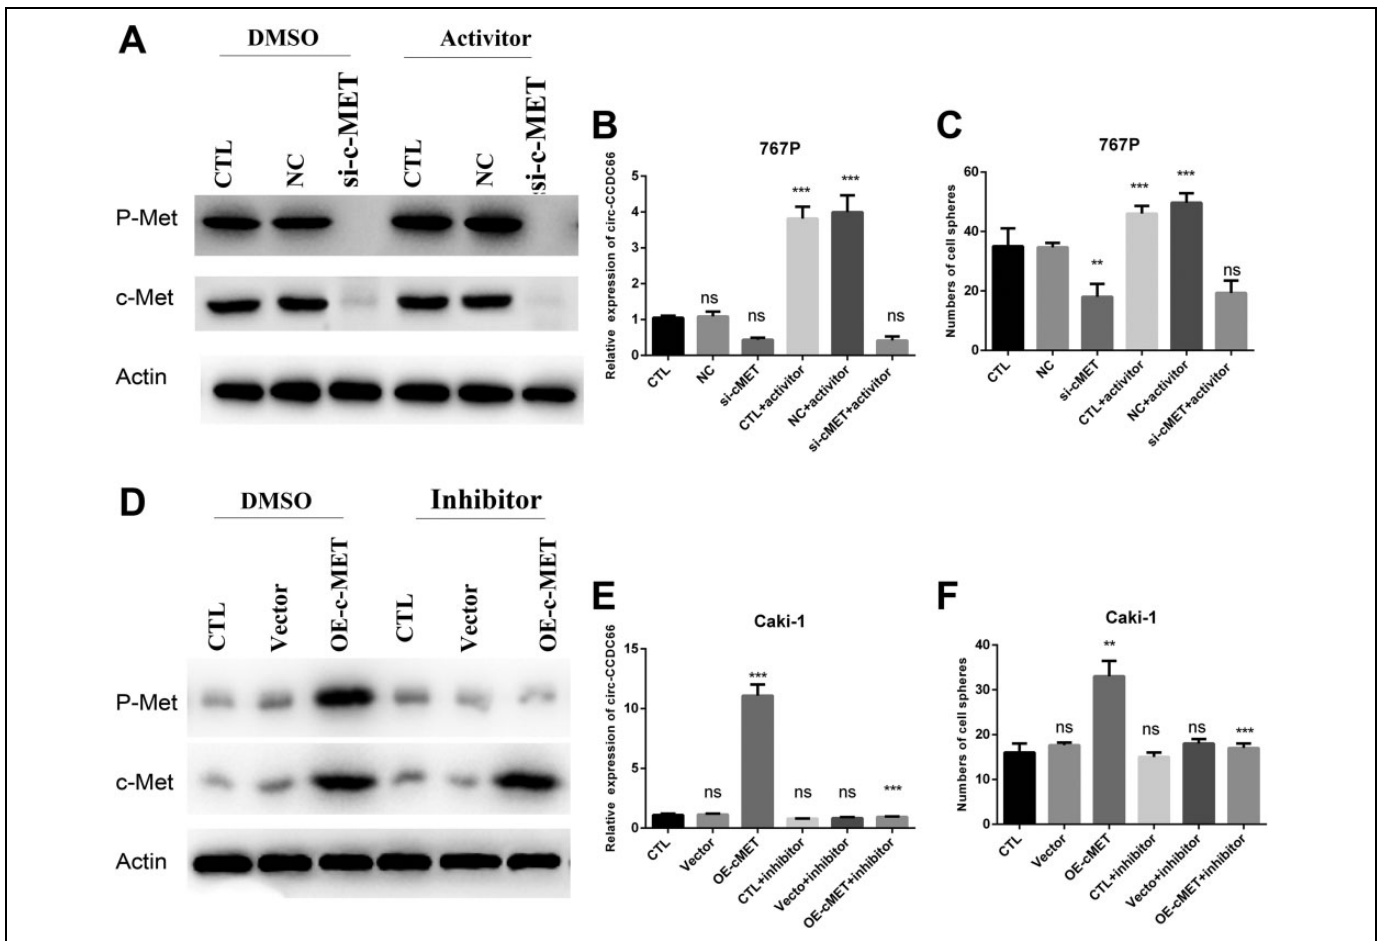 A
DMSO
Activitor
CTL
NC
si-c-MET
CTL
NC
si-c-MET
P-Met
c-Met
Actin
B
767P
Relative expression of circ-CCDC66
5
4
3
2
1
0
ns
ns
***
***
ns
CTL
NC
si-cMET
CTL+activitor
NC+activitor
si-cMET+activitor
C
767P
Numbers of cell spheres
60
40
20
0
**
***
***
ns
CTL
NC
si-cMET
CTL+activitor
NC+activitor
si-cMET+activitor
D
DMSO
Inhibitor
CTL
Vector
OE-c-MET
CTL
Vector
OE-c-MET
P-Met
c-Met
Actin
E
Caki-1
Relative expression of circ-CCDC66
15
10
5
0
ns
***
ns
ns
***
CTL
Vector
OE-cMET
CTL+inhibitor
Vecto+inhibitor
OE-cMET+inhibitor
F
Caki-1
Numbers of cell spheres
40
30
20
10
0
ns
**
ns
ns
***
CTL
Vector
OE-cMET
CTL+inhibitor
Vecto+inhibitor
OE-cMET+inhibitor